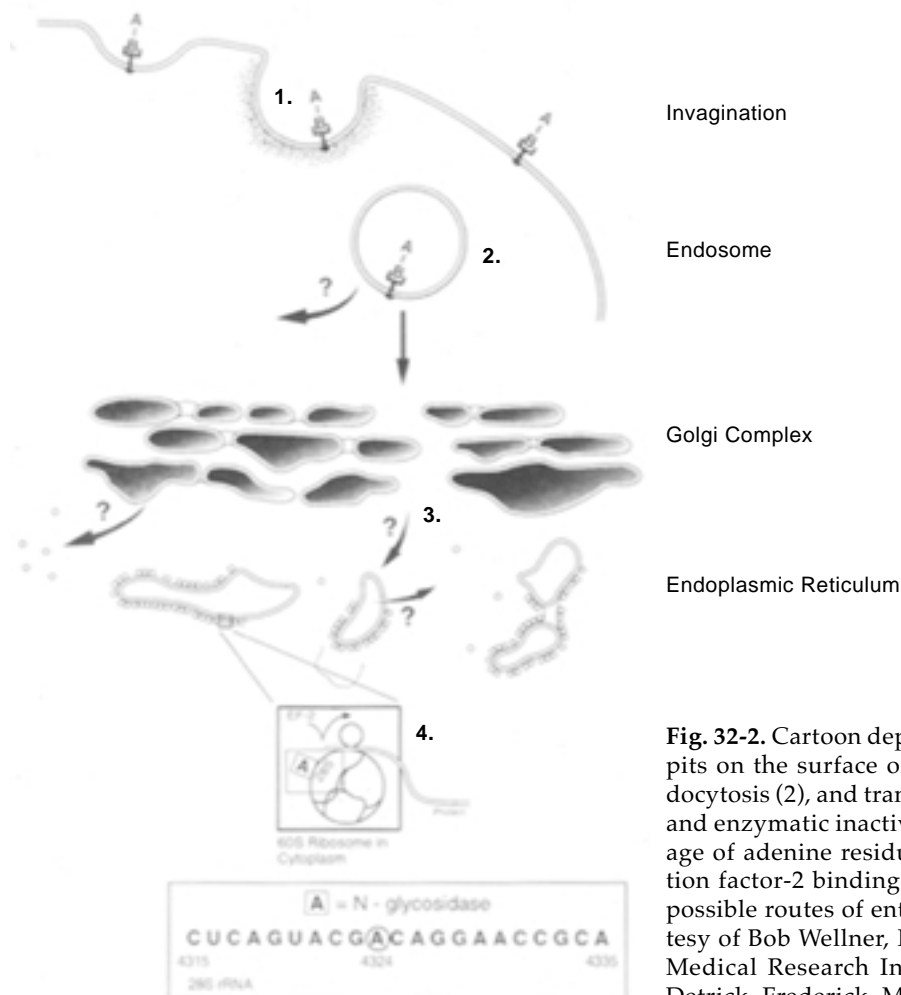 A
1.
A
A
Invagination
A
2.
Endosome
?
Golgi Complex
?
3.
?
Endoplasmic Reticulum
?
EF-2
4.
A
60S Ribosome in
Cytoplasm
A = N - glycosidase
CUCAGUACGACAGGAACCGCA
4315 4324 4335
28S rRNA
Fig. 32-2. Cartoon dep
pits on the surface o
docytosis (2), and tran
and enzymatic inactiv
age of adenine residu
tion factor-2 binding
possible routes of ent
tesy of Bob Wellner,
Medical Research In
Detrick, Frederick, M